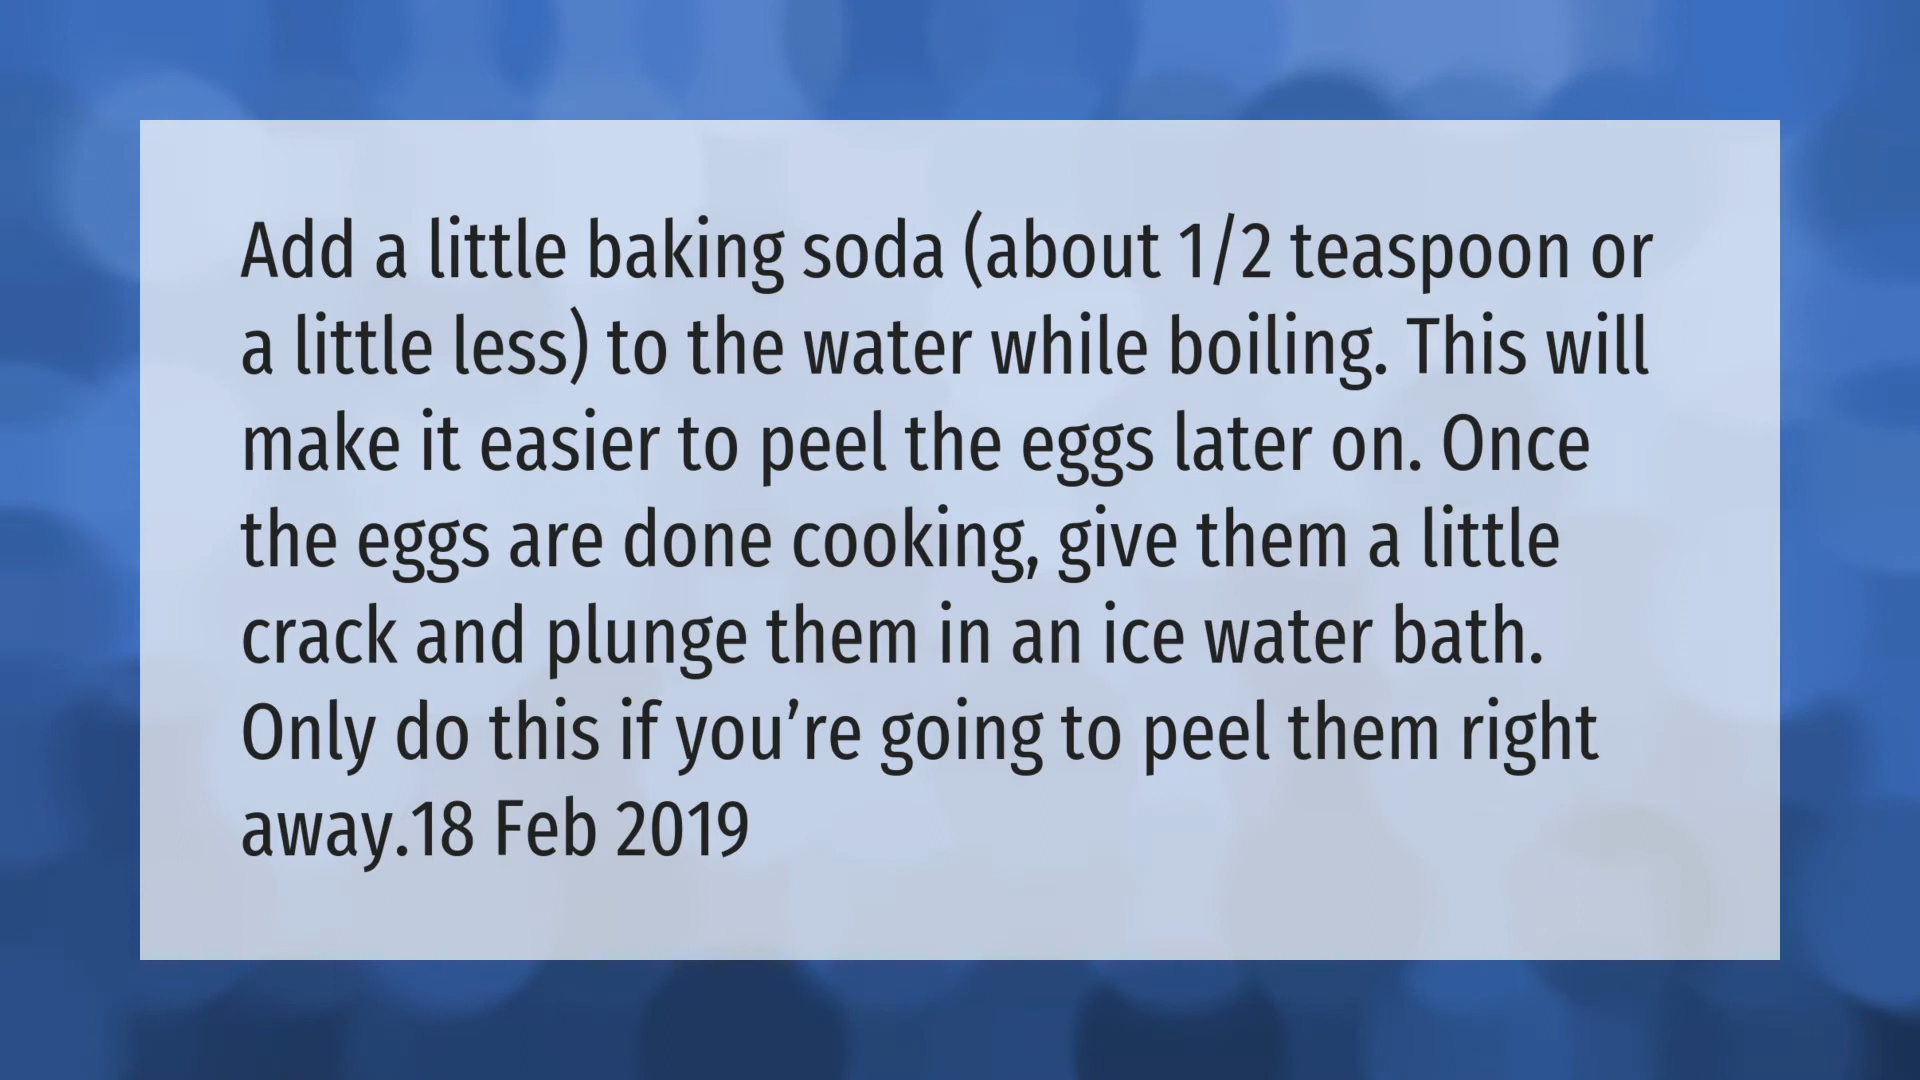 Add a little baking soda (about 1/2 teaspoon or
a little less) to the water while boiling. This will
make it easier to peel the eggs later on. Once
the eggs are done cooking, give them a little
crack and plunge them in an ice water bath.
Only do this if you’re going to peel them right
away.18 Feb 2019